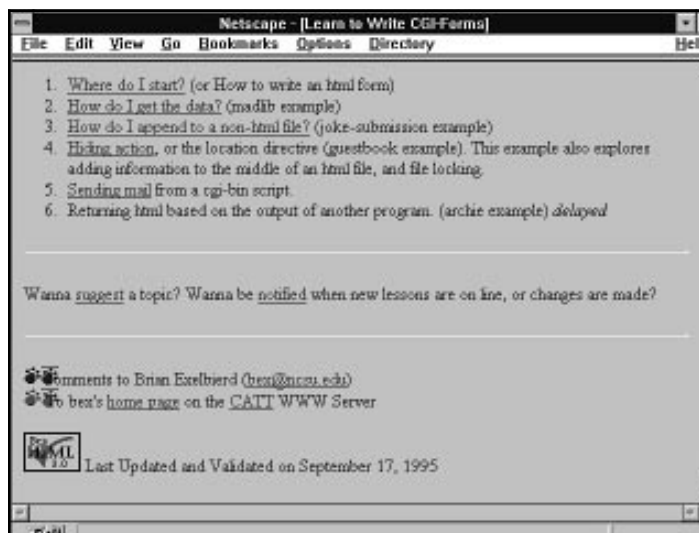 Netscape - [Learn to Write CGI-Forms]
File Edit View Go Bookmarks Options Directory Hel
1. Where do I start? (or How to write an html form)
2. How do I get the data? (madlib example)
3. How do I append to a non-html file? (joke-submission example)
4. Hiding action, or the location directive (guestbook example). This example also explores
adding information to the middle of an html file, and file locking.
5. Sending mail from a cgi-bin script.
6. Returning html based on the output of another program. (archie example) delayed
Wanna suggest a topic? Wanna be notified when new lessons are on line, or changes are made?
omments to Brian Exelbierd (bex@ncsu.edu)
o bex's home page on the CATT WWW Server
HTML
3.0
Last Updated and Validated on September 17, 1995